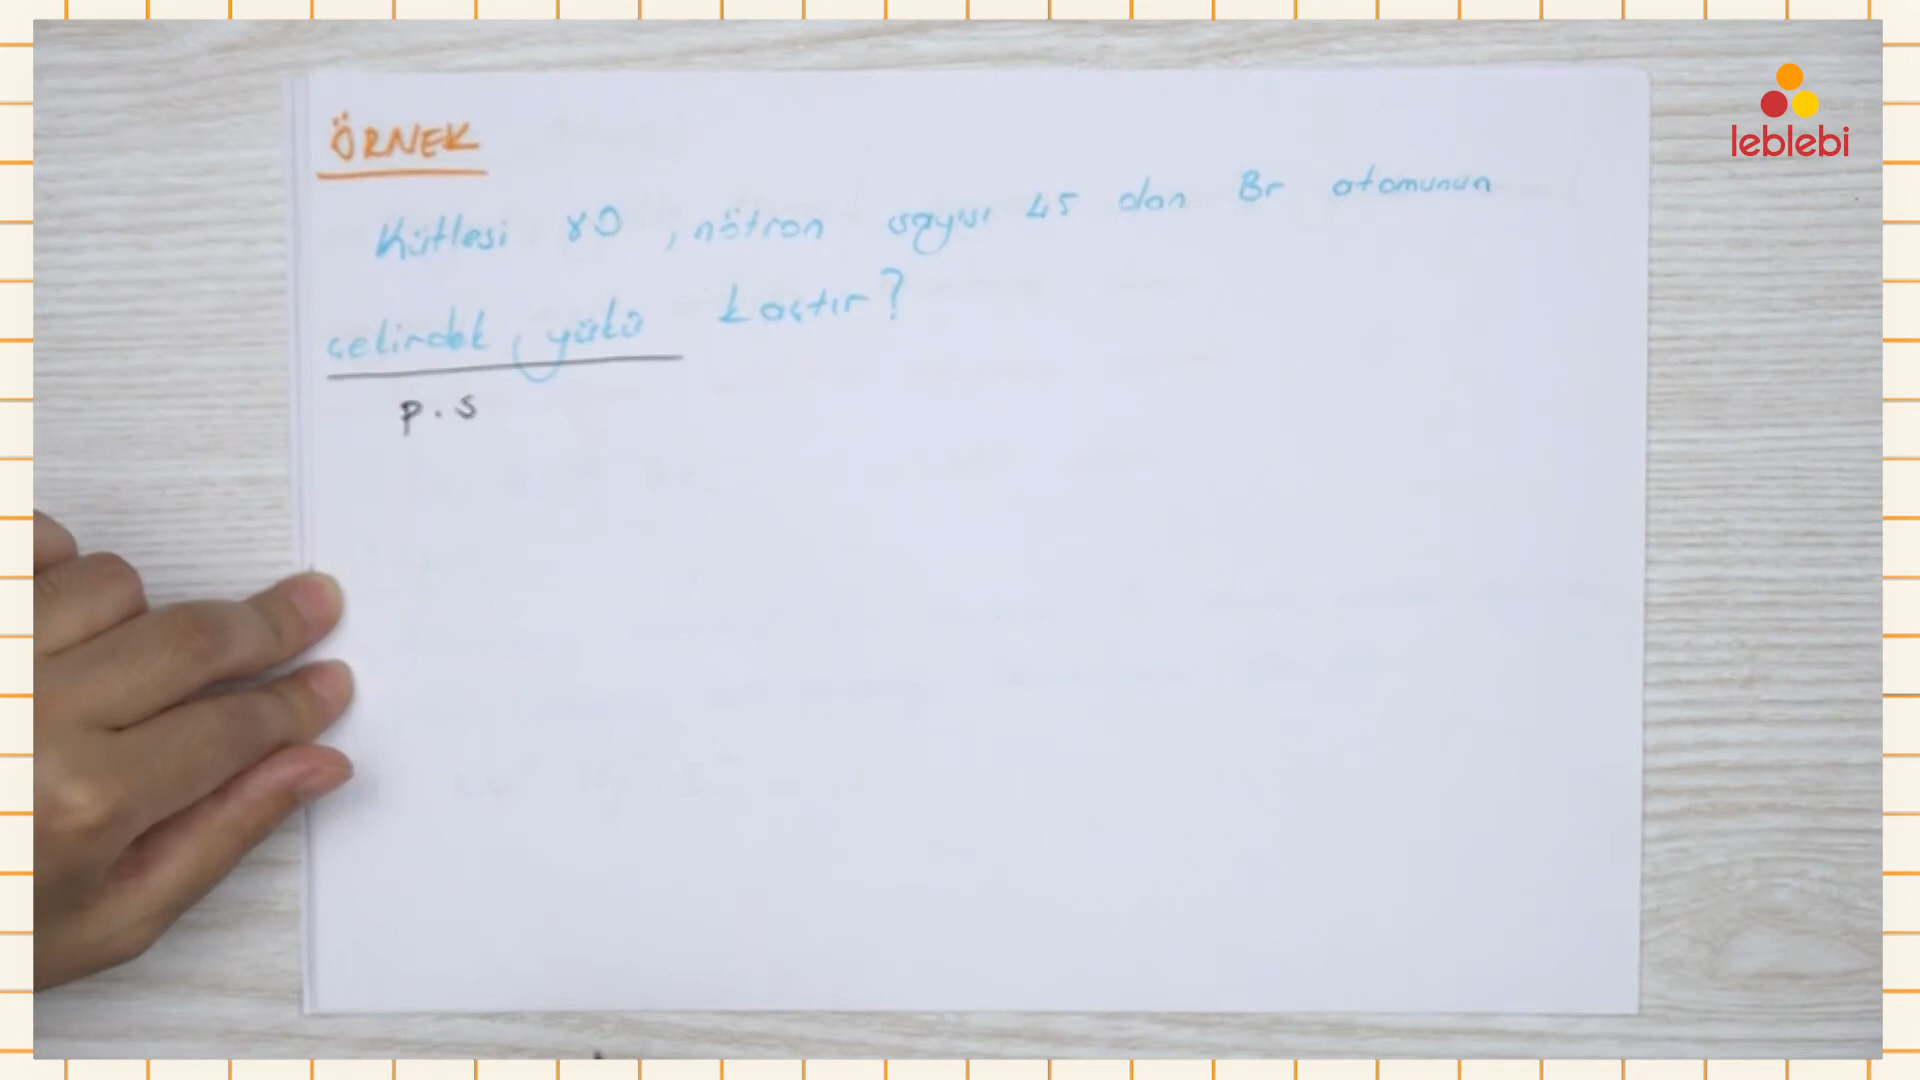 ÖRNEK
leblebi
Kütlesi 80, nötron sayısı 45 olan Br atomunun
çekirdek yükü kaçtır?
p.s